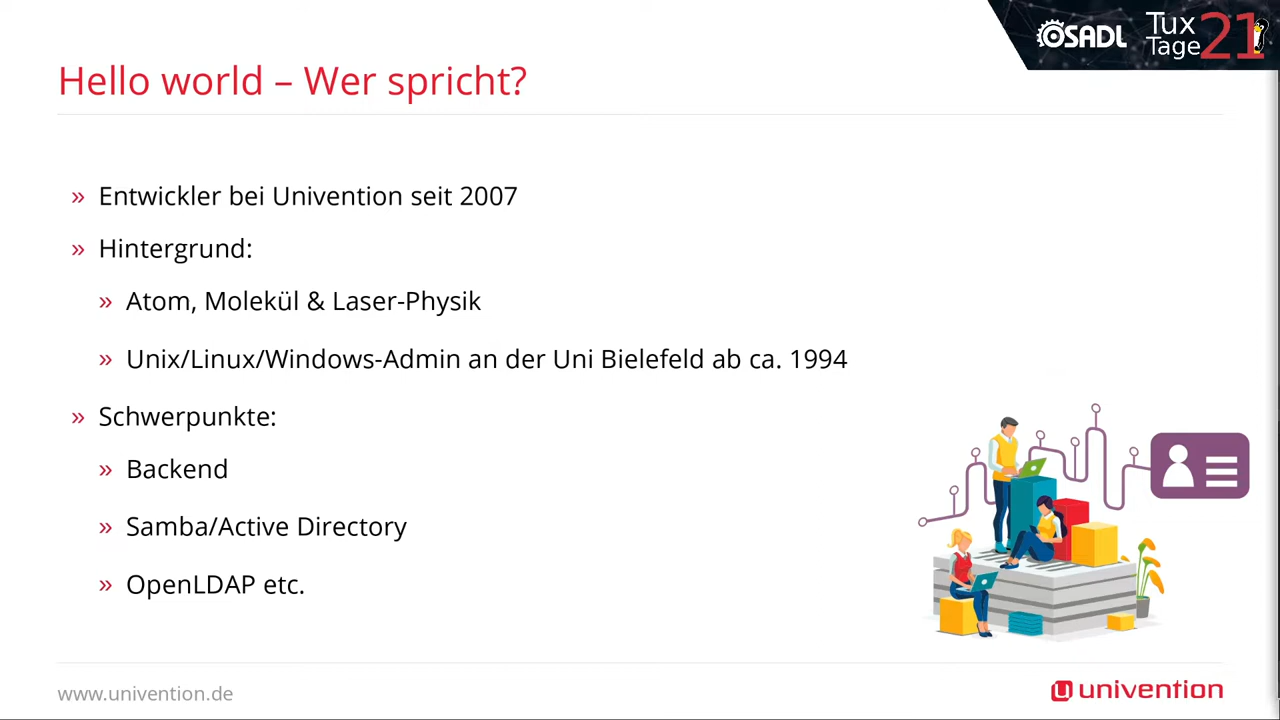 OSADL
Tux
Tage 21
Hello world – Wer spricht?
» Entwickler bei Univention seit 2007
» Hintergrund:
» Atom, Molekül & Laser-Physik
» Unix/Linux/Windows-Admin an der Uni Bielefeld ab ca. 1994
» Schwerpunkte:
» Backend
» Samba/Active Directory
» OpenLDAP etc.
www.univention.de
univention